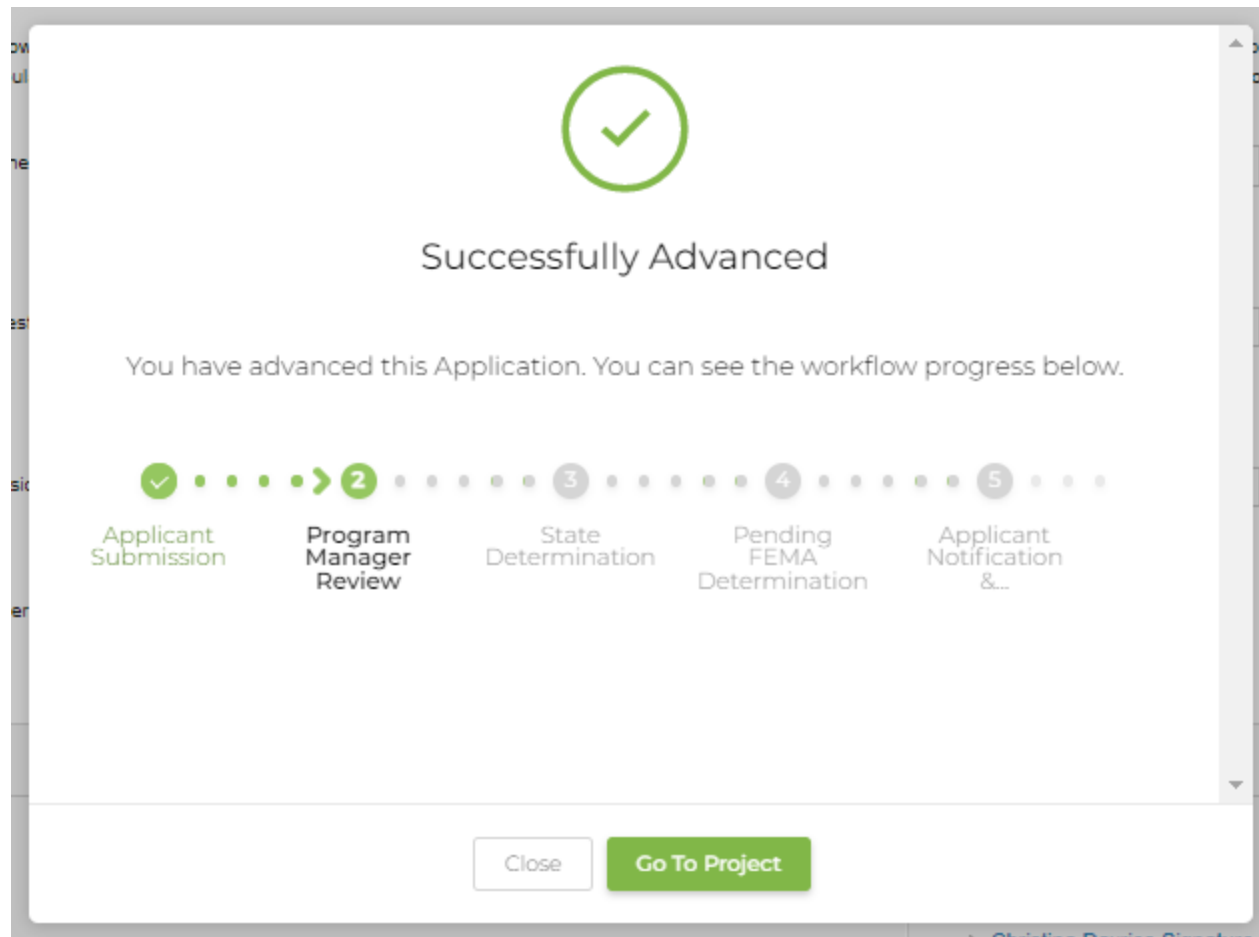 Successfully Advanced
You have advanced this Application. You can see the workflow progress below.
2
3
4
5
Applicant
Submission
Program
Manager
Review
State
Determination
Pending
FEMA
Determination
Applicant
Notification
&...
Close
Go To Project